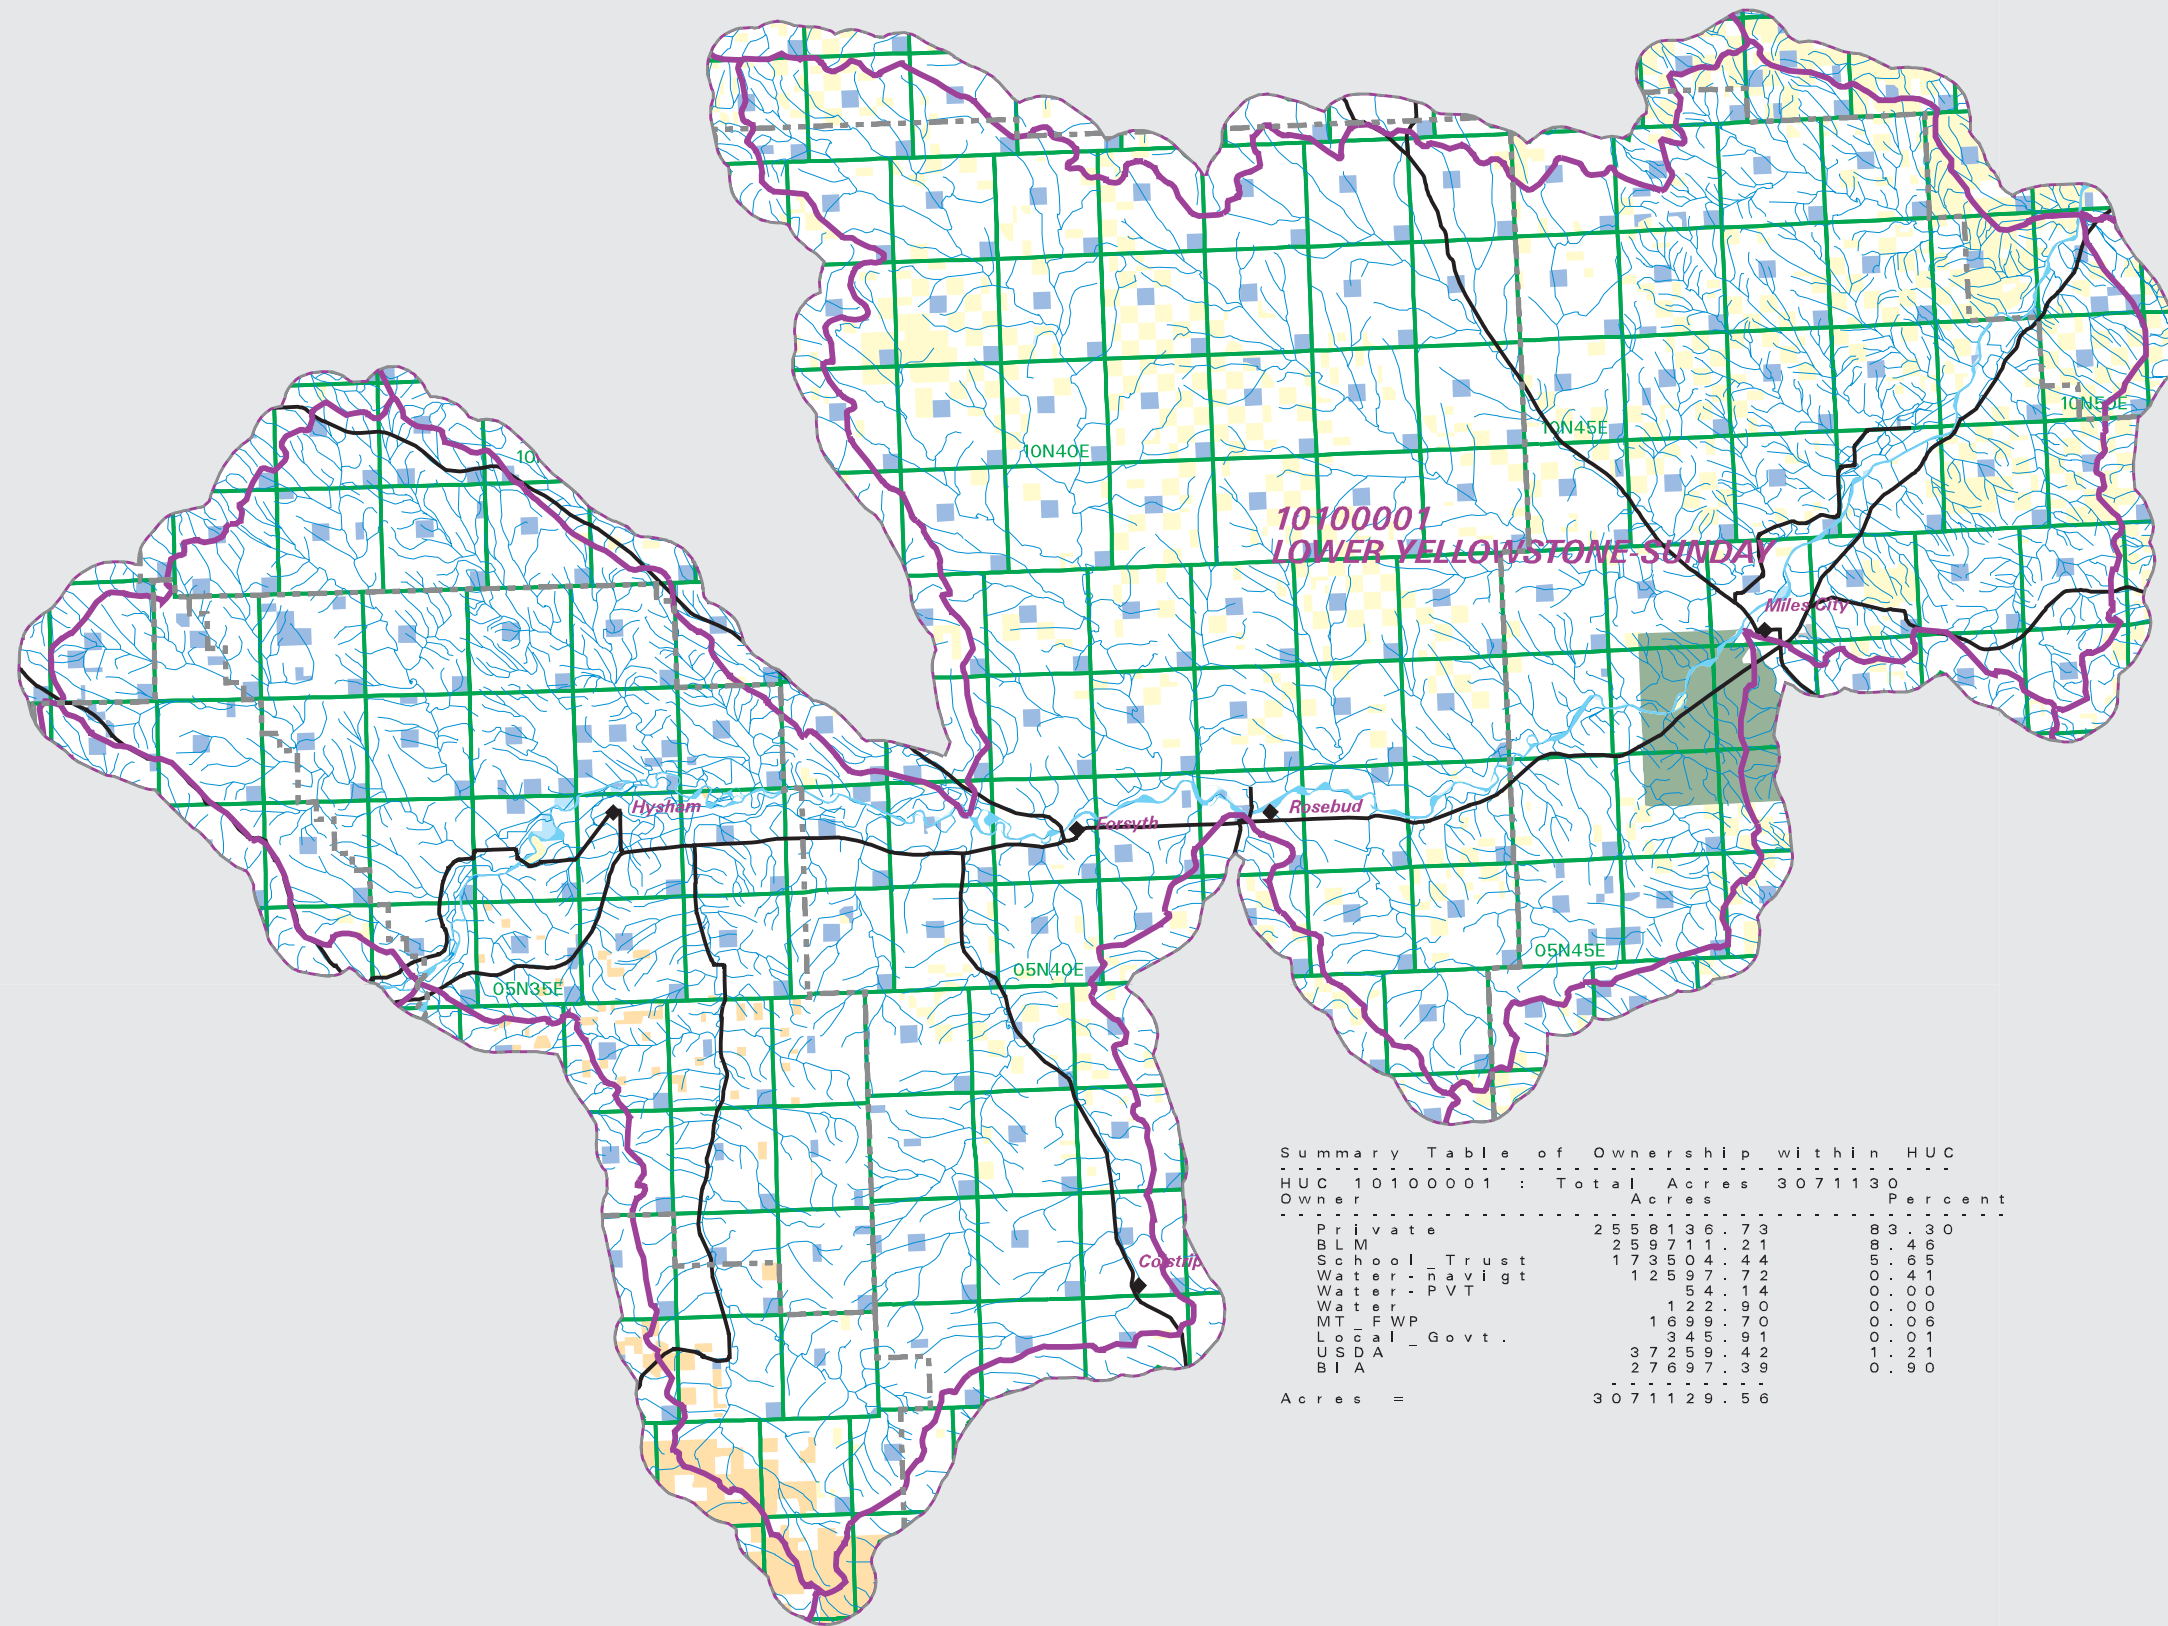 10
10N40E
10N45E
10N50E
10100001
LOWER YELLOWSTONE-SUNDAY
Miles City
Hysham
Forsyth
Rosebud
05N35E
05N40E
05N45E
Colstrip
Summary Table of Ownership within HUC
HUC 10100001 : Total Acres 3071130
Owner Acres Percent
Private 2558136.73 83.30
BLM 259711.21 8.46
School_Trust 173504.44 5.65
Water-navigt 12597.72 0.41
Water-PVT 54.14 0.00
Water 122.90 0.00
MT_FWP 1699.70 0.06
Local_Govt. 345.91 0.01
USDA 37259.42 1.21
BIA 27697.39 0.90
Acres = 3071129.56